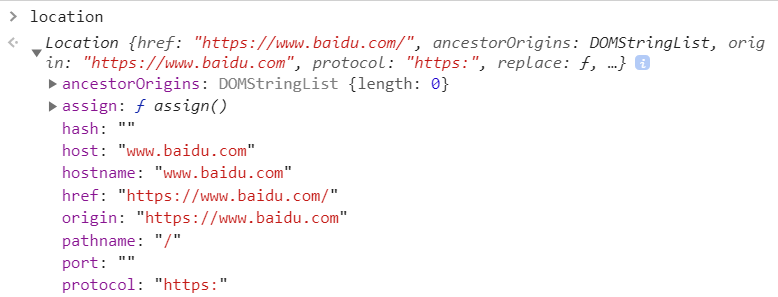 > location
Location {href: "https://www.baidu.com/", ancestorOrigins: DOMStringList, orig
in: "https://www.baidu.com", protocol: "https:", replace: ƒ, …} i
ancestorOrigins: DOMStringList {length: 0}
assign: ƒ assign()
hash: ""
host: "www.baidu.com"
hostname: "www.baidu.com"
href: "https://www.baidu.com/"
origin: "https://www.baidu.com"
pathname: "/"
port: ""
protocol: "https:"